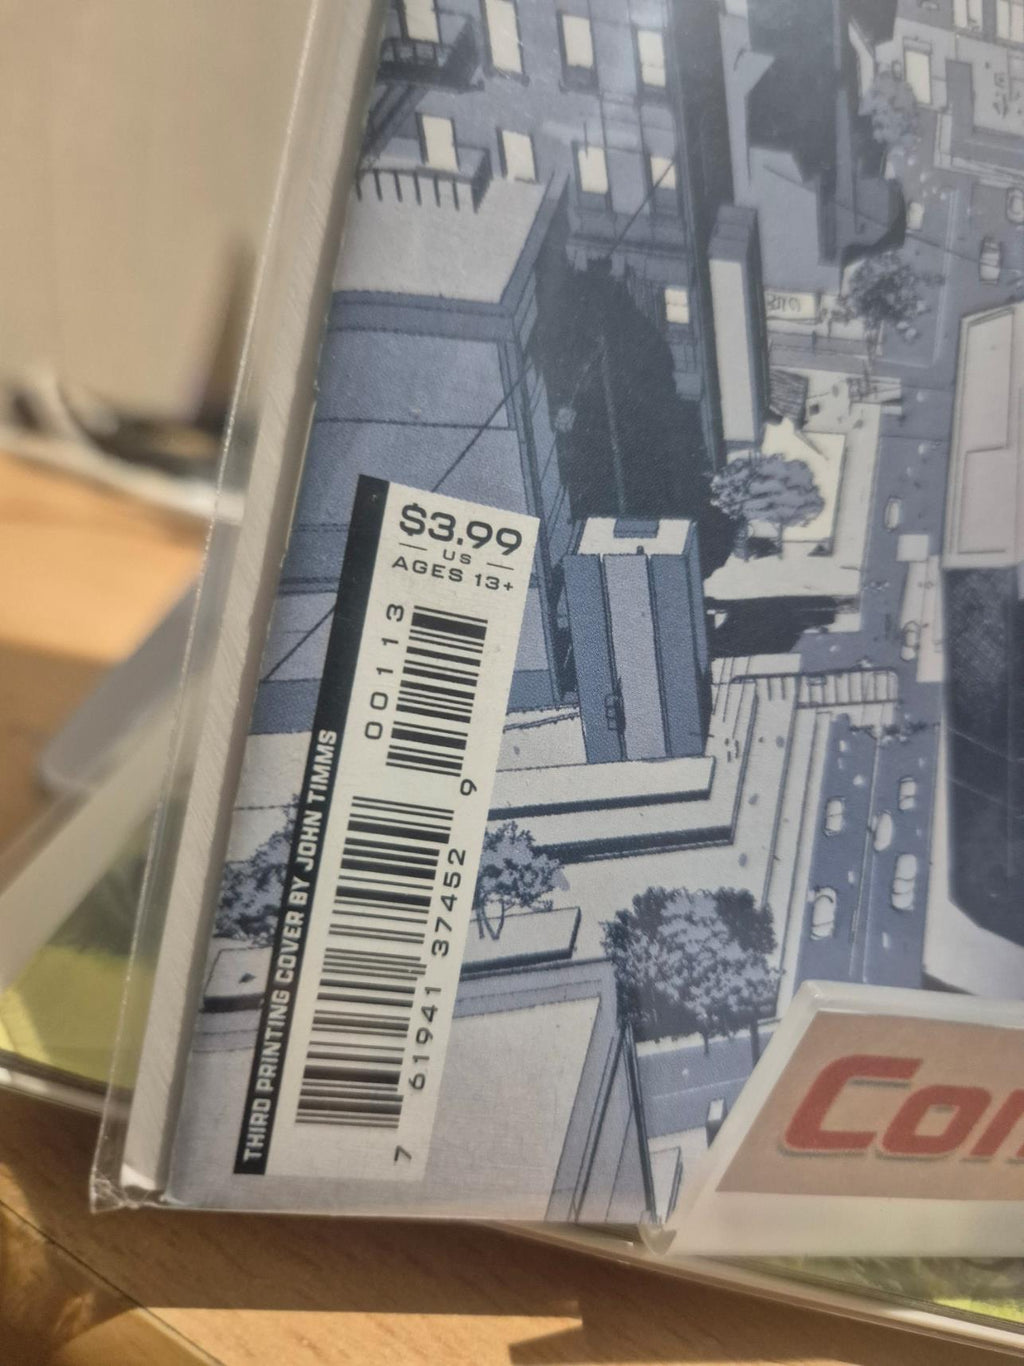 $3.99
US
AGES 13+
00113
7 61941 37452 9
THIRD PRINTING COVER BY JOHN TIMMS